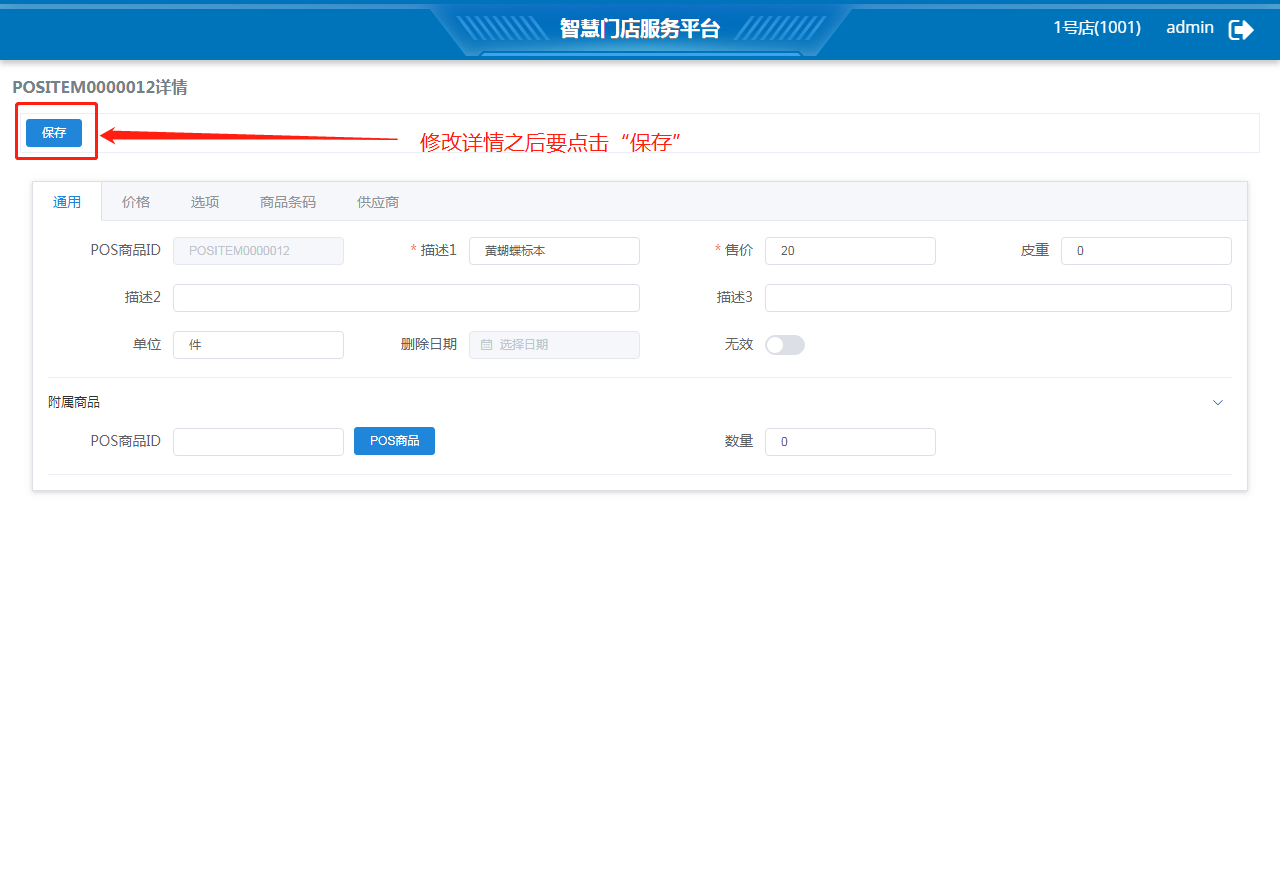 智慧门店服务平台
1号店(1001) admin
POSITEM0000012详情
保存
修改详情之后要点击“保存”
通用 价格 选项 商品条码 供应商
POS商品ID POSITEM0000012 * 描述1 黄蝴蝶标本 * 售价 20 皮重 0
描述2 描述3
单位 件 删除日期 选择日期 无效
附属商品
POS商品ID POS商品 数量 0